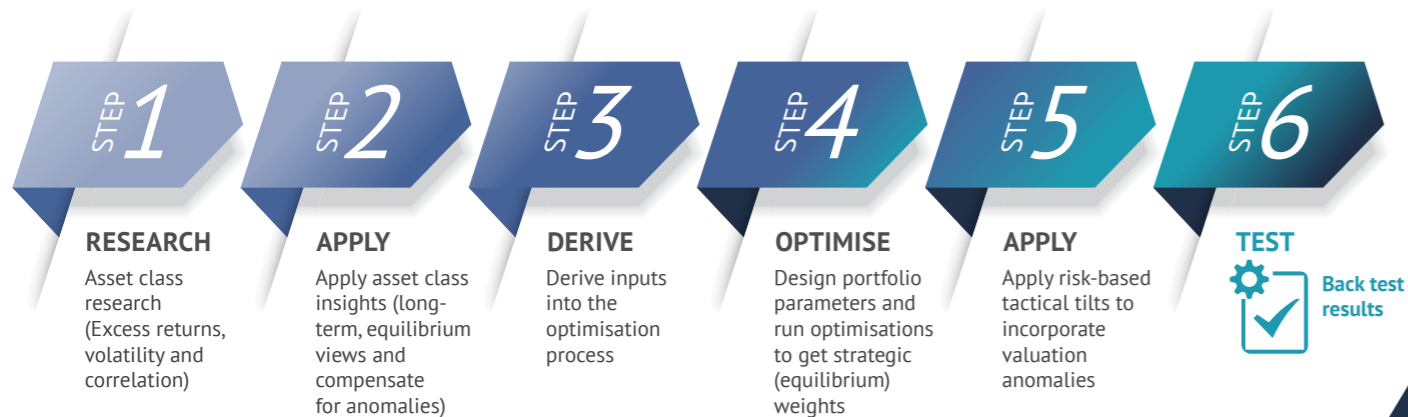 STEP 1
STEP 2
STEP 3
STEP 4
STEP 5
STEP 6
RESEARCH
Asset class
research
(Excess returns,
volatility and
correlation)
APPLY
Apply asset class
insights (long-
term, equilibrium
views and
compensate
for anomalies)
DERIVE
Derive inputs
into the
optimisation
process
OPTIMISE
Design portfolio
parameters and
run optimisations
to get strategic
(equilibrium)
weights
APPLY
Apply risk-based
tactical tilts to
incorporate
valuation
anomalies
TEST
Back test
results